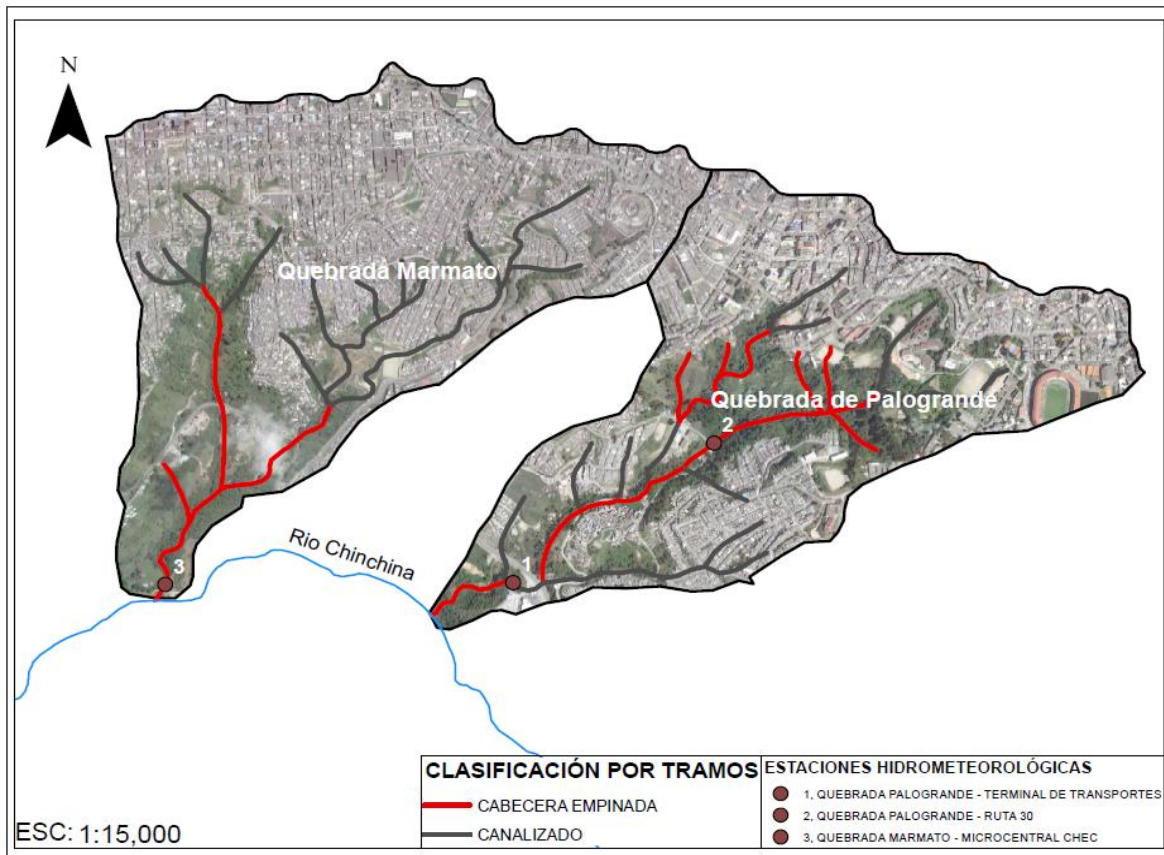 N
Quebrada Marmato
Quebrada de Palogrande
2
1
3
Rio Chinchina
CLASIFICACIÓN POR TRAMOS
CABECERA EMPINADA
CANALIZADO
ESTACIONES HIDROMETEOROLÓGICAS
1, QUEBRADA PALOGRANDE - TERMINAL DE TRANSPORTES
2, QUEBRADA PALOGRANDE - RUTA 30
3, QUEBRADA MARMATO - MICROCENTRAL CHEC
ESC: 1:15,000